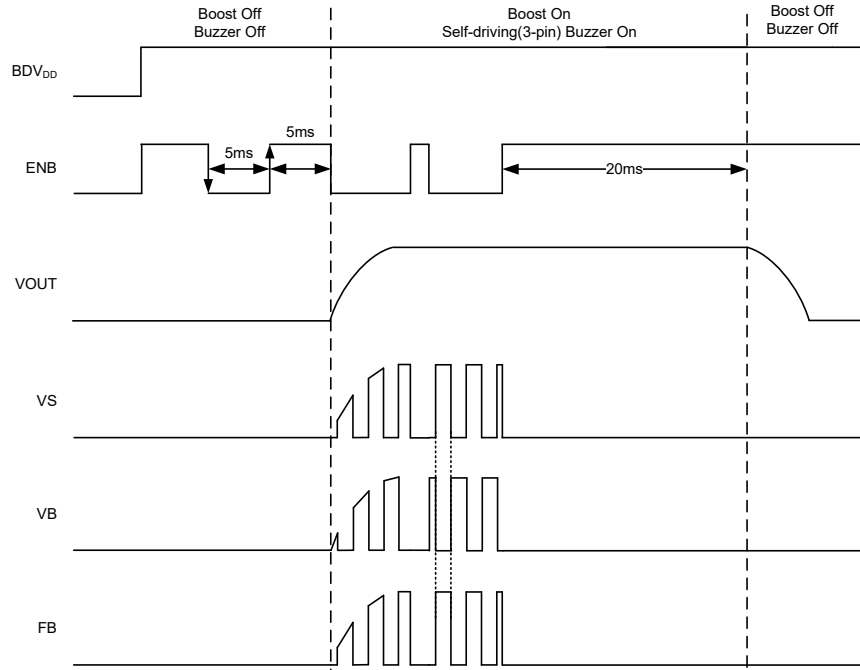 Boost Off
Buzzer Off
Boost On
Self-driving(3-pin) Buzzer On
Boost Off
Buzzer Off
BDVDD
ENB
5ms
5ms
20ms
VOUT
VS
VB
FB